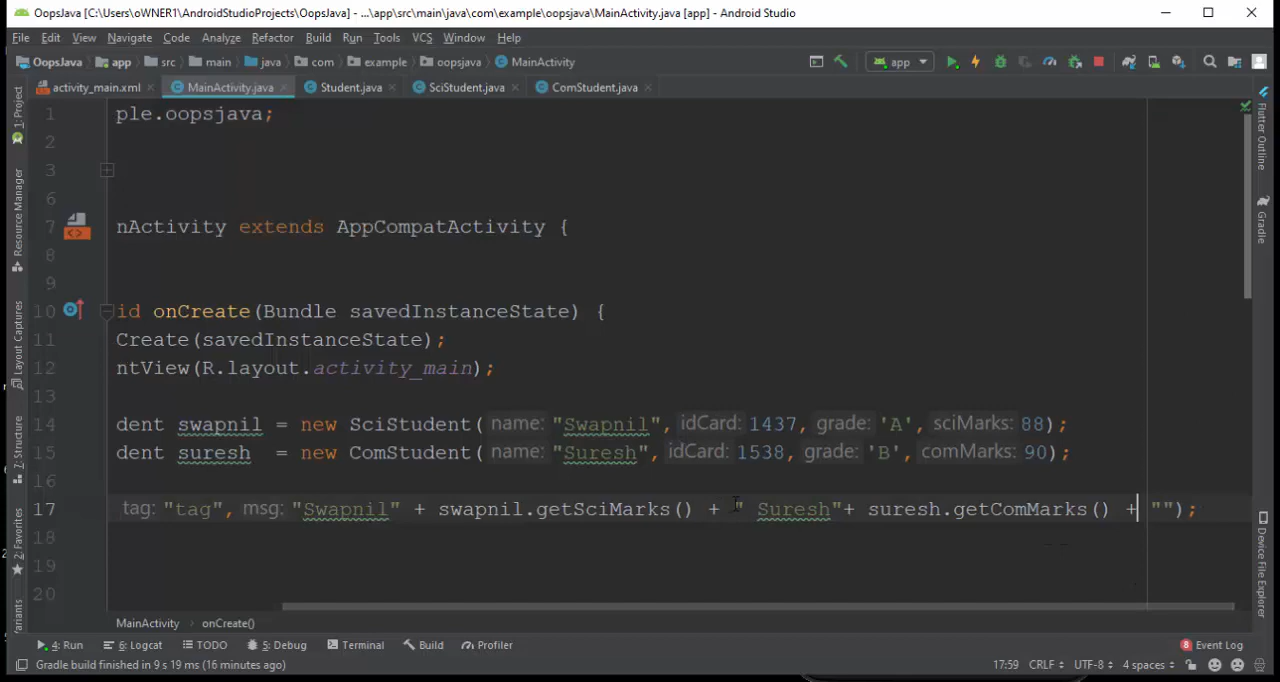 OopsJava [C:\Users\oWNER1\AndroidStudioProjects\OopsJava] - ...\app\src\main\java\com\example\oopsjava\MainActivity.java [app] - Android Studio
File Edit View Navigate Code Analyze Refactor Build Run Tools VCS Window Help
OopsJava app src main java com example oopsjava MainActivity app
activity_main.xml MainActivity.java Student.java SciStudent.java ComStudent.java
1: Project
Resource Manager
Layout Captures
7: Structure
2: Favorites
Variants
Flutter Outline
Gradle
Device File Explorer
1 ple.oopsjava;
2
3
6
7 nActivity extends AppCompatActivity {
8
9
10 id onCreate(Bundle savedInstanceState) {
11 Create(savedInstanceState);
12 ntView(R.layout.activity_main);
13
14 dent swapnil = new SciStudent( name: "Swapnil", idCard: 1437, grade: 'A', sciMarks: 88);
15 dent suresh  = new ComStudent( name: "Suresh", idCard: 1538, grade: 'B', comMarks: 90);
16
17 tag: "tag", msg: "Swapnil" + swapnil.getSciMarks() + " Suresh"+ suresh.getComMarks() + "");
18
19
20
MainActivity onCreate()
4: Run 6: Logcat TODO 5: Debug Terminal Build Profiler 8 Event Log
Gradle build finished in 9 s 19 ms (16 minutes ago) 17:59 CRLF UTF-8 4 spaces